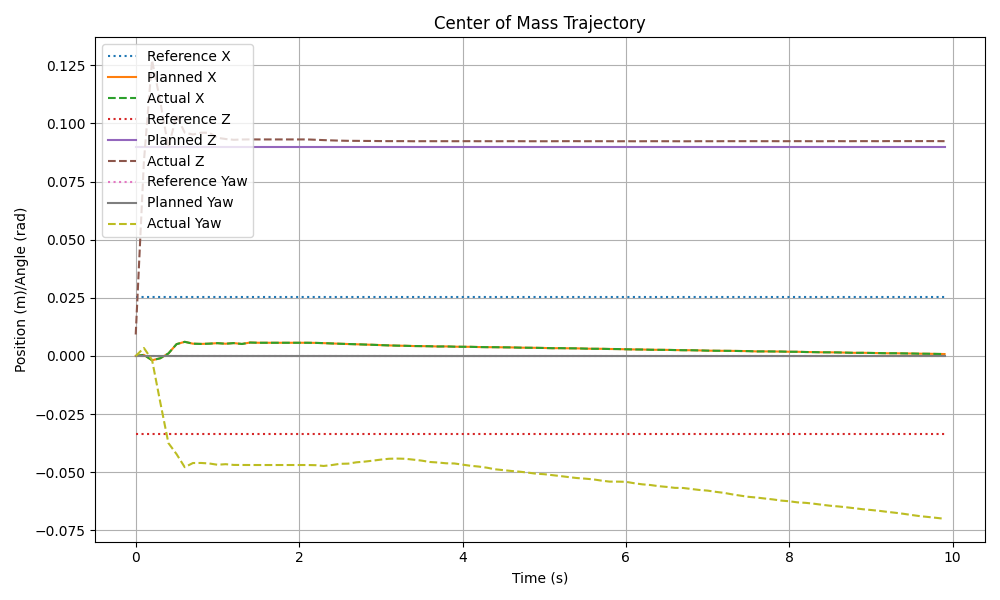 Center of Mass Trajectory
Reference X
Planned X
Actual X
Reference Z
Planned Z
Actual Z
Reference Yaw
Planned Yaw
Actual Yaw
0.125
0.100
0.075
0.050
0.025
0.000
−0.025
−0.050
−0.075
Position (m)/Angle (rad)
0 2 4 6 8 10
Time (s)